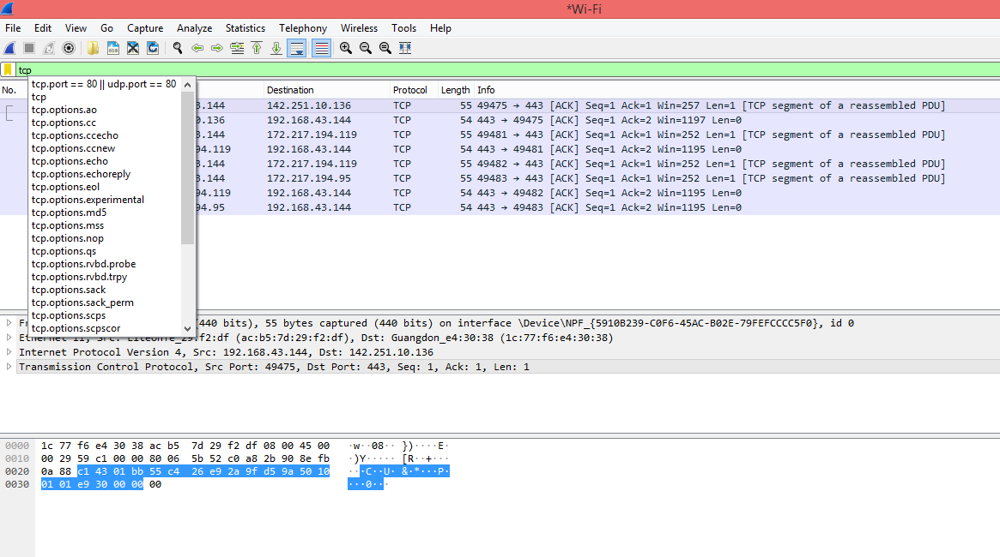 *Wi-Fi
File Edit View Go Capture Analyze Statistics Telephony Wireless Tools Help
tcp
No. Destination Protocol Length Info
tcp.port == 80 || udp.port == 80
tcp
tcp.options.ao
tcp.options.cc
tcp.options.ccecho
tcp.options.ccnew
tcp.options.echo
tcp.options.echoreply
tcp.options.eol
tcp.options.experimental
tcp.options.md5
tcp.options.mss
tcp.options.nop
tcp.options.qs
tcp.options.rvbd.probe
tcp.options.rvbd.trpy
tcp.options.sack
tcp.options.sack_perm
tcp.options.scps
tcp.options.scpscor
3.144 142.251.10.136 TCP 55 49475 → 443 [ACK] Seq=1 Ack=1 Win=257 Len=1 [TCP segment of a reassembled PDU]
0.136 192.168.43.144 TCP 54 443 → 49475 [ACK] Seq=1 Ack=2 Win=1197 Len=0
3.144 172.217.194.119 TCP 55 49481 → 443 [ACK] Seq=1 Ack=1 Win=252 Len=1 [TCP segment of a reassembled PDU]
94.119 192.168.43.144 TCP 54 443 → 49481 [ACK] Seq=1 Ack=2 Win=1195 Len=0
3.144 172.217.194.119 TCP 55 49482 → 443 [ACK] Seq=1 Ack=1 Win=252 Len=1 [TCP segment of a reassembled PDU]
3.144 172.217.194.95 TCP 55 49483 → 443 [ACK] Seq=1 Ack=1 Win=252 Len=1 [TCP segment of a reassembled PDU]
94.119 192.168.43.144 TCP 54 443 → 49482 [ACK] Seq=1 Ack=2 Win=1195 Len=0
94.95 192.168.43.144 TCP 54 443 → 49483 [ACK] Seq=1 Ack=2 Win=1195 Len=0
(440 bits), 55 bytes captured (440 bits) on interface \Device\NPF_{5910B239-C0F6-45AC-B02E-79FEFCCCC5F0}, id 0
Ethernet II, Src: LiteonTe_29:f2:df (ac:b5:7d:29:f2:df), Dst: Guangdon_e4:30:38 (1c:77:f6:e4:30:38)
Internet Protocol Version 4, Src: 192.168.43.144, Dst: 142.251.10.136
Transmission Control Protocol, Src Port: 49475, Dst Port: 443, Seq: 1, Ack: 1, Len: 1
0000 1c 77 f6 e4 30 38 ac b5 7d 29 f2 df 08 00 45 00 ·w··08·· })····E·
0010 00 29 59 c1 00 00 80 06 5b 52 c0 a8 2b 90 8e fb ·)Y····· [R··+···
0020 0a 88 c1 43 01 bb 55 c4 26 e9 2a 9f d5 9a 50 10 ···C··U· &·*···P·
0030 01 01 e9 30 00 00 00 ···0···